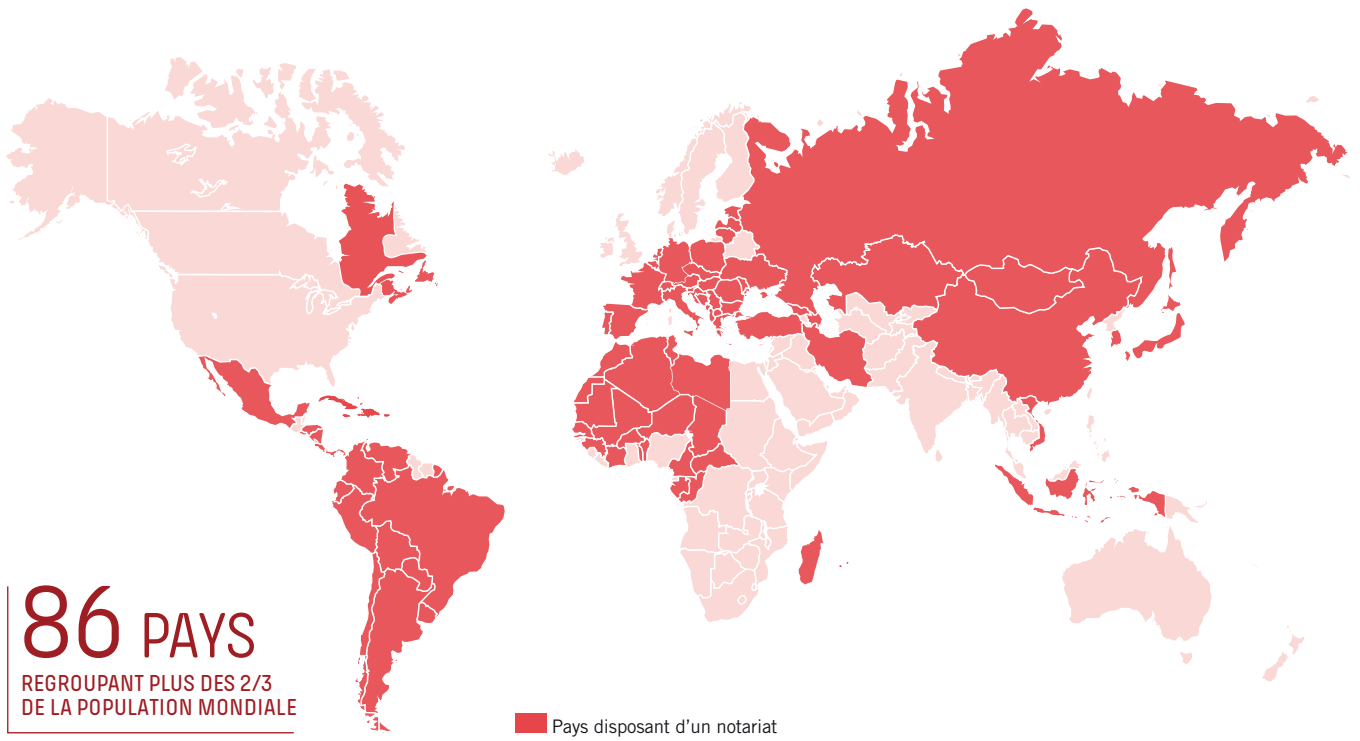 86 PAYS
REGROUPANT PLUS DES 2/3
DE LA POPULATION MONDIALE
Pays disposant d’un notariat